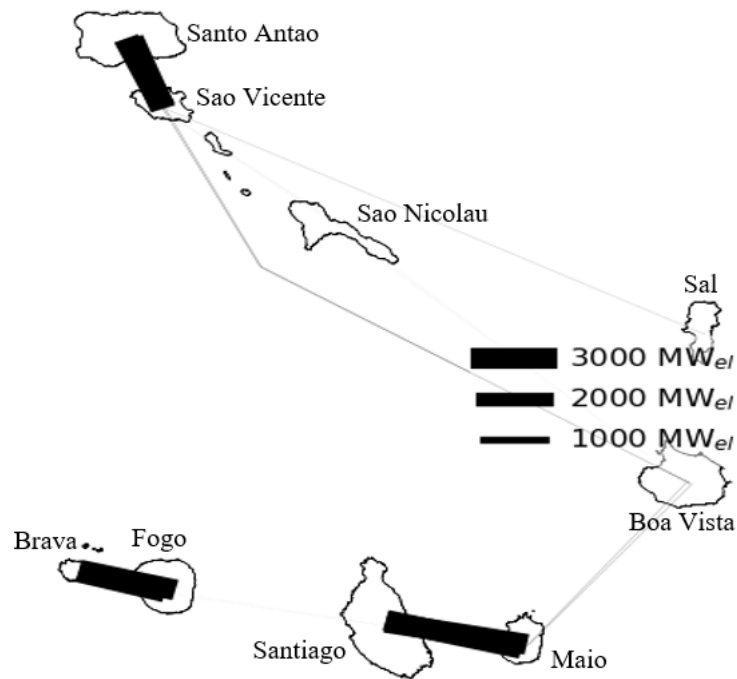 Santo Antao
Sao Vicente
Sao Nicolau
Sal
3000 MWel
2000 MWel
1000 MWel
Boa Vista
Brava
Fogo
Santiago
Maio